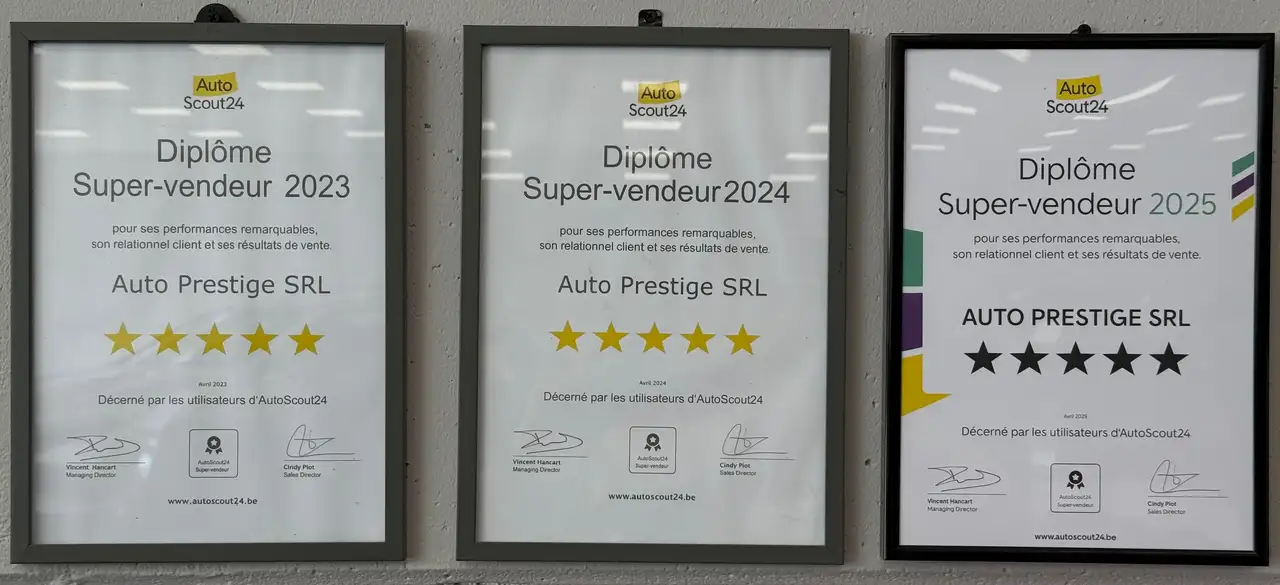 Auto
Scout24
Diplôme
Super-vendeur 2023
pour ses performances remarquables,
son relationnel client et ses résultats de vente.
Auto Prestige SRL
Avril 2023
Décerné par les utilisateurs d'AutoScout24
Vincent Hancart
Managing Director
AutoScout24
Super-vendeur
Cindy Piot
Sales Director
www.autoscout24.be
Auto
Scout24
Diplôme
Super-vendeur 2024
pour ses performances remarquables,
son relationnel client et ses résultats de vente.
Auto Prestige SRL
Avril 2024
Décerné par les utilisateurs d'AutoScout24
Vincent Hancart
Managing Director
AutoScout24
Super-vendeur
Cindy Piot
Sales Director
www.autoscout24.be
Auto
Scout24
Diplôme
Super-vendeur 2025
pour ses performances remarquables,
son relationnel client et ses résultats de vente.
AUTO PRESTIGE SRL
Avril 2025
Décerné par les utilisateurs d'AutoScout24
Vincent Hancart
Managing Director
AutoScout24
Super-vendeur
Cindy Piot
Sales Director
www.autoscout24.be